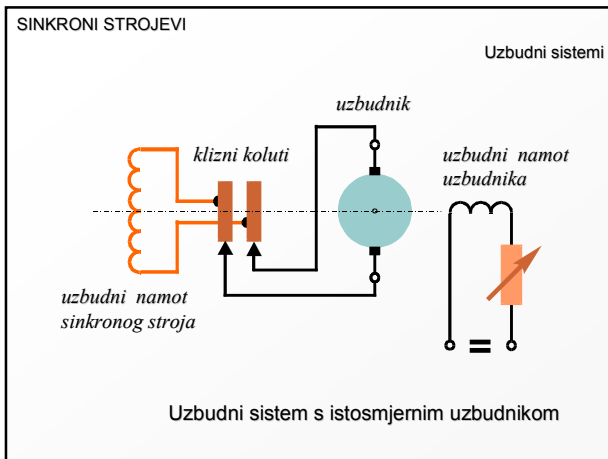 SINKRONI STROJEVI
Uzbudni sistemi
uzbudnik
klizni koluti
uzbudni namot
uzbudnika
uzbudni namot
sinkronog stroja
=
Uzbudni sistem s istosmjernim uzbudnikom